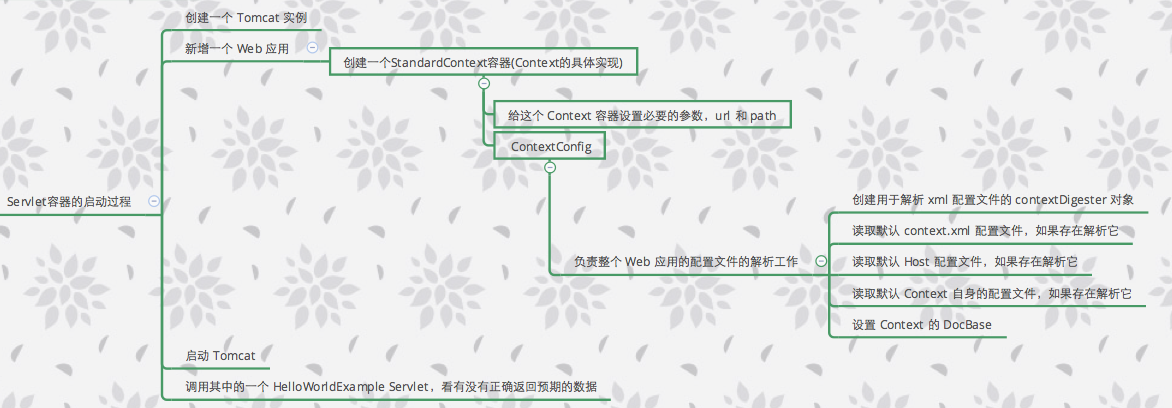 创建一个 Tomcat 实例
新增一个 Web 应用
创建一个StandardContext容器(Context的具体实现)
给这个 Context 容器设置必要的参数，url 和 path
ContextConfig
Servlet容器的启动过程
创建用于解析 xml 配置文件的 contextDigester 对象
读取默认 context.xml 配置文件，如果存在解析它
负责整个 Web 应用的配置文件的解析工作
读取默认 Host 配置文件，如果存在解析它
读取默认 Context 自身的配置文件，如果存在解析它
设置 Context 的 DocBase
启动 Tomcat
调用其中的一个 HelloWorldExample Servlet，看有没有正确返回预期的数据